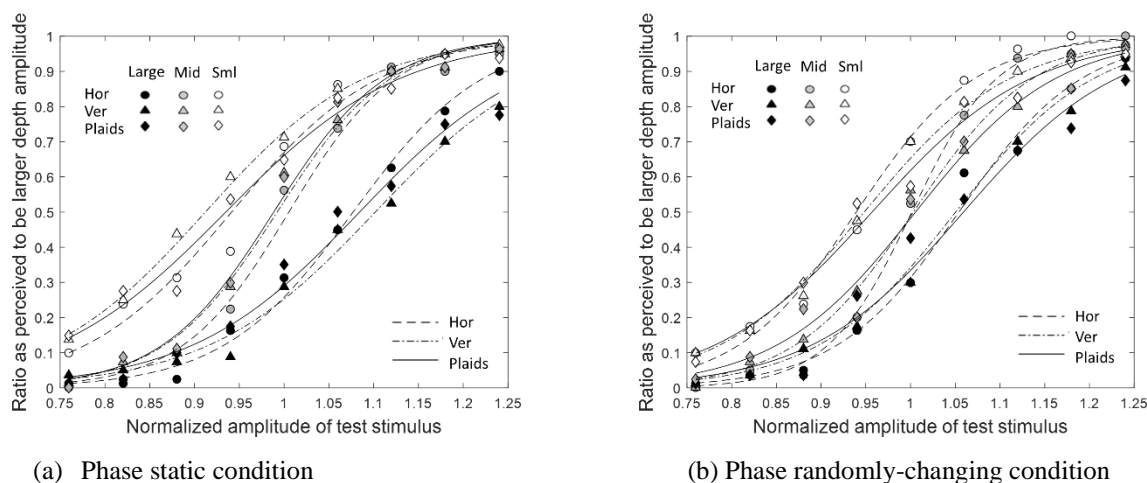 Ratio as perceived to be larger depth amplitude
1
0.9
0.8
0.7
0.6
0.5
0.4
0.3
0.2
0.1
0
Large Mid Sml
Hor
Ver
Plaids
Hor
Ver
Plaids
0.75 0.8 0.85 0.9 0.95 1 1.05 1.1 1.15 1.2 1.25
Normalized amplitude of test stimulus
(a) Phase static condition
Ratio as perceived to be larger depth amplitude
1
0.9
0.8
0.7
0.6
0.5
0.4
0.3
0.2
0.1
0
Large Mid Sml
Hor
Ver
Plaids
Hor
Ver
Plaids
0.75 0.8 0.85 0.9 0.95 1 1.05 1.1 1.15 1.2 1.25
Normalized amplitude of test stimulus
(b) Phase randomly-changing condition